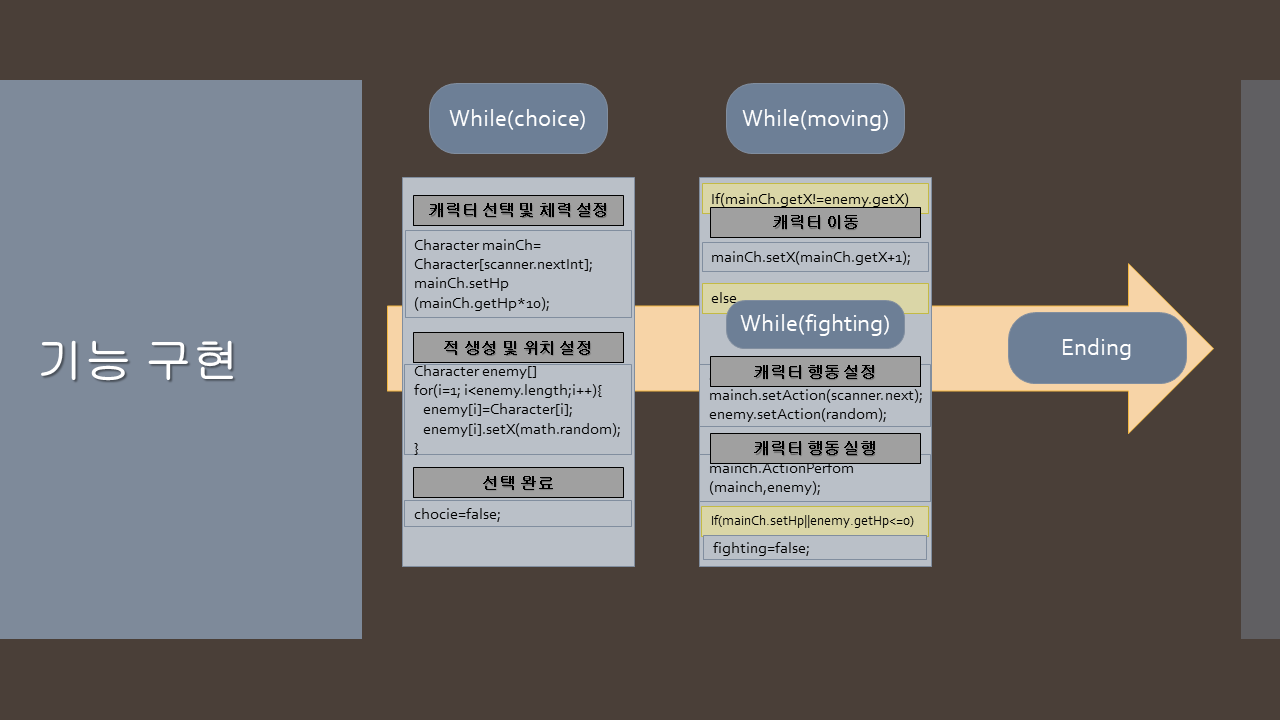 기능 구현
While(choice)
캐릭터 선택 및 체력 설정
Character mainCh=
Character[scanner.nextInt];
mainCh.setHp
(mainCh.getHp*10);
적 생성 및 위치 설정
Character enemy[]
for(i=1; i<enemy.length;i++){
enemy[i]=Character[i];
enemy[i].setX(math.random);
}
선택 완료
chocie=false;
While(moving)
If(mainCh.getX!=enemy.getX)
캐릭터 이동
mainCh.setX(mainCh.getX+1);
else
While(fighting)
캐릭터 행동 설정
mainch.setAction(scanner.next);
enemy.setAction(random);
캐릭터 행동 실행
mainch.ActionPerfom
(mainch,enemy);
If(mainCh.setHp||enemy.getHp<=0)
fighting=false;
Ending